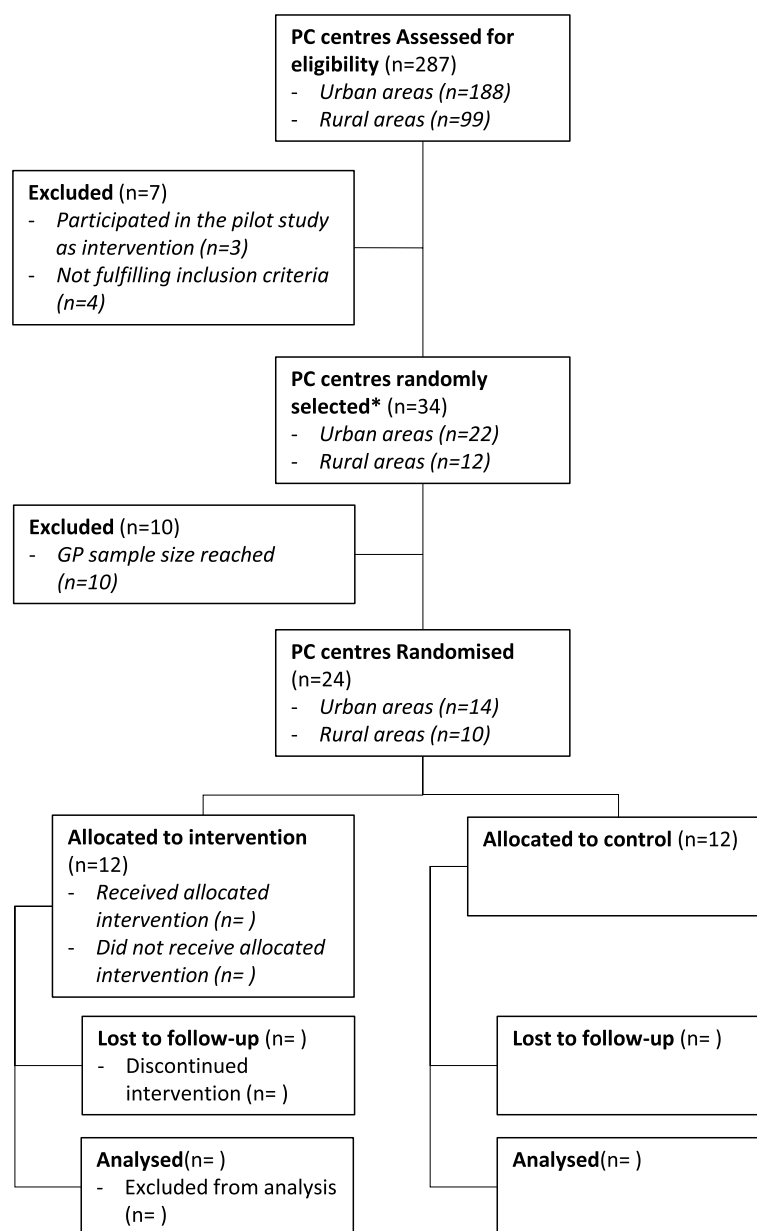 PC centres Assessed for
eligibility (n=287)
- Urban areas (n=188)
- Rural areas (n=99)
Excluded (n=7)
- Participated in the pilot study
as intervention (n=3)
- Not fulfilling inclusion criteria
(n=4)
PC centres randomly
selected* (n=34)
- Urban areas (n=22)
- Rural areas (n=12)
Excluded (n=10)
- GP sample size reached
(n=10)
PC centres Randomised
(n=24)
- Urban areas (n=14)
- Rural areas (n=10)
Allocated to intervention
(n=12)
- Received allocated
intervention (n= )
- Did not receive allocated
intervention (n= )
Allocated to control (n=12)
Lost to follow-up (n= )
- Discontinued
intervention (n= )
Lost to follow-up (n= )
Analysed(n= )
- Excluded from analysis
(n= )
Analysed(n= )